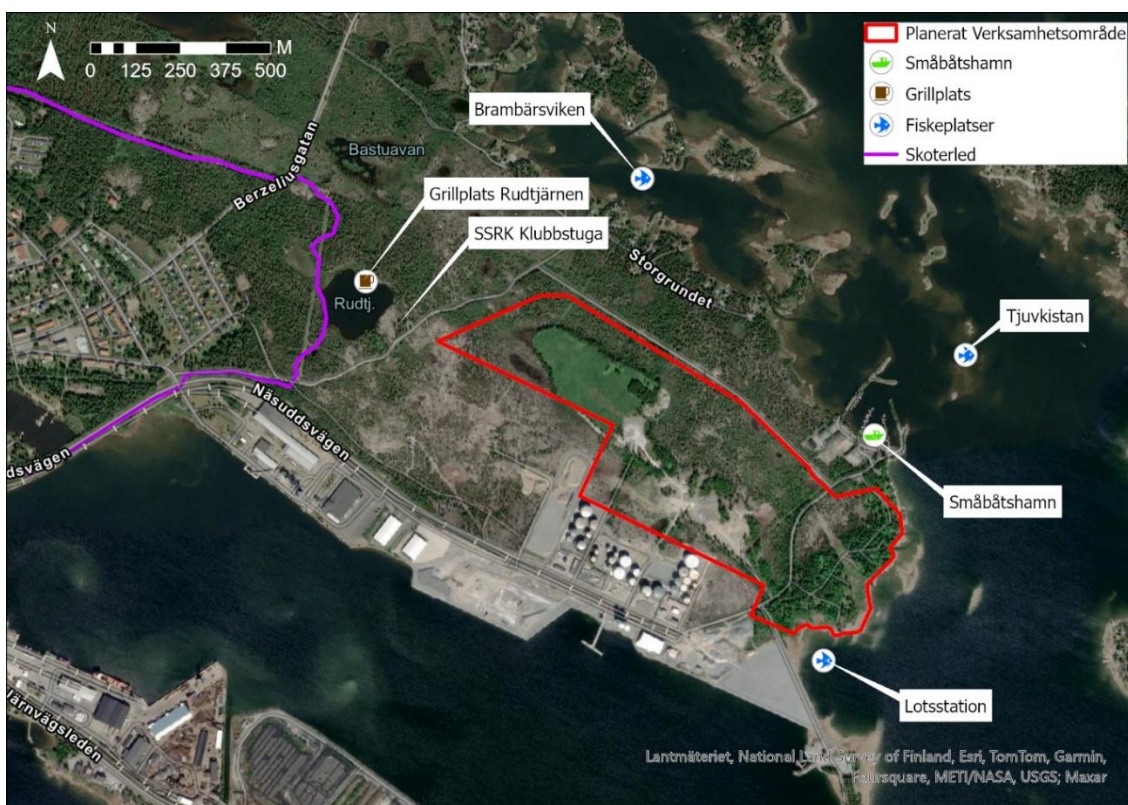 N
M
0 125 250 375 500
Planerat Verksamhetsområde
Småbåtshamn
Grillplats
Fiskeplatser
Skoterled
Brambärsviken
Bastuavan
Berzeliusgatan
Grillplats Rudtjärnen
SSRK Klubbstuga
Storgrundet
Rudtj.
Tjuvkistan
Näsuddsvägen
ddsvägen
Småbåtshamn
Lotsstation
Järnvägsleden
Lantmäteriet, National Land Survey of Finland, Esri, TomTom, Garmin,
Foursquare, METI/NASA, USGS; Maxar